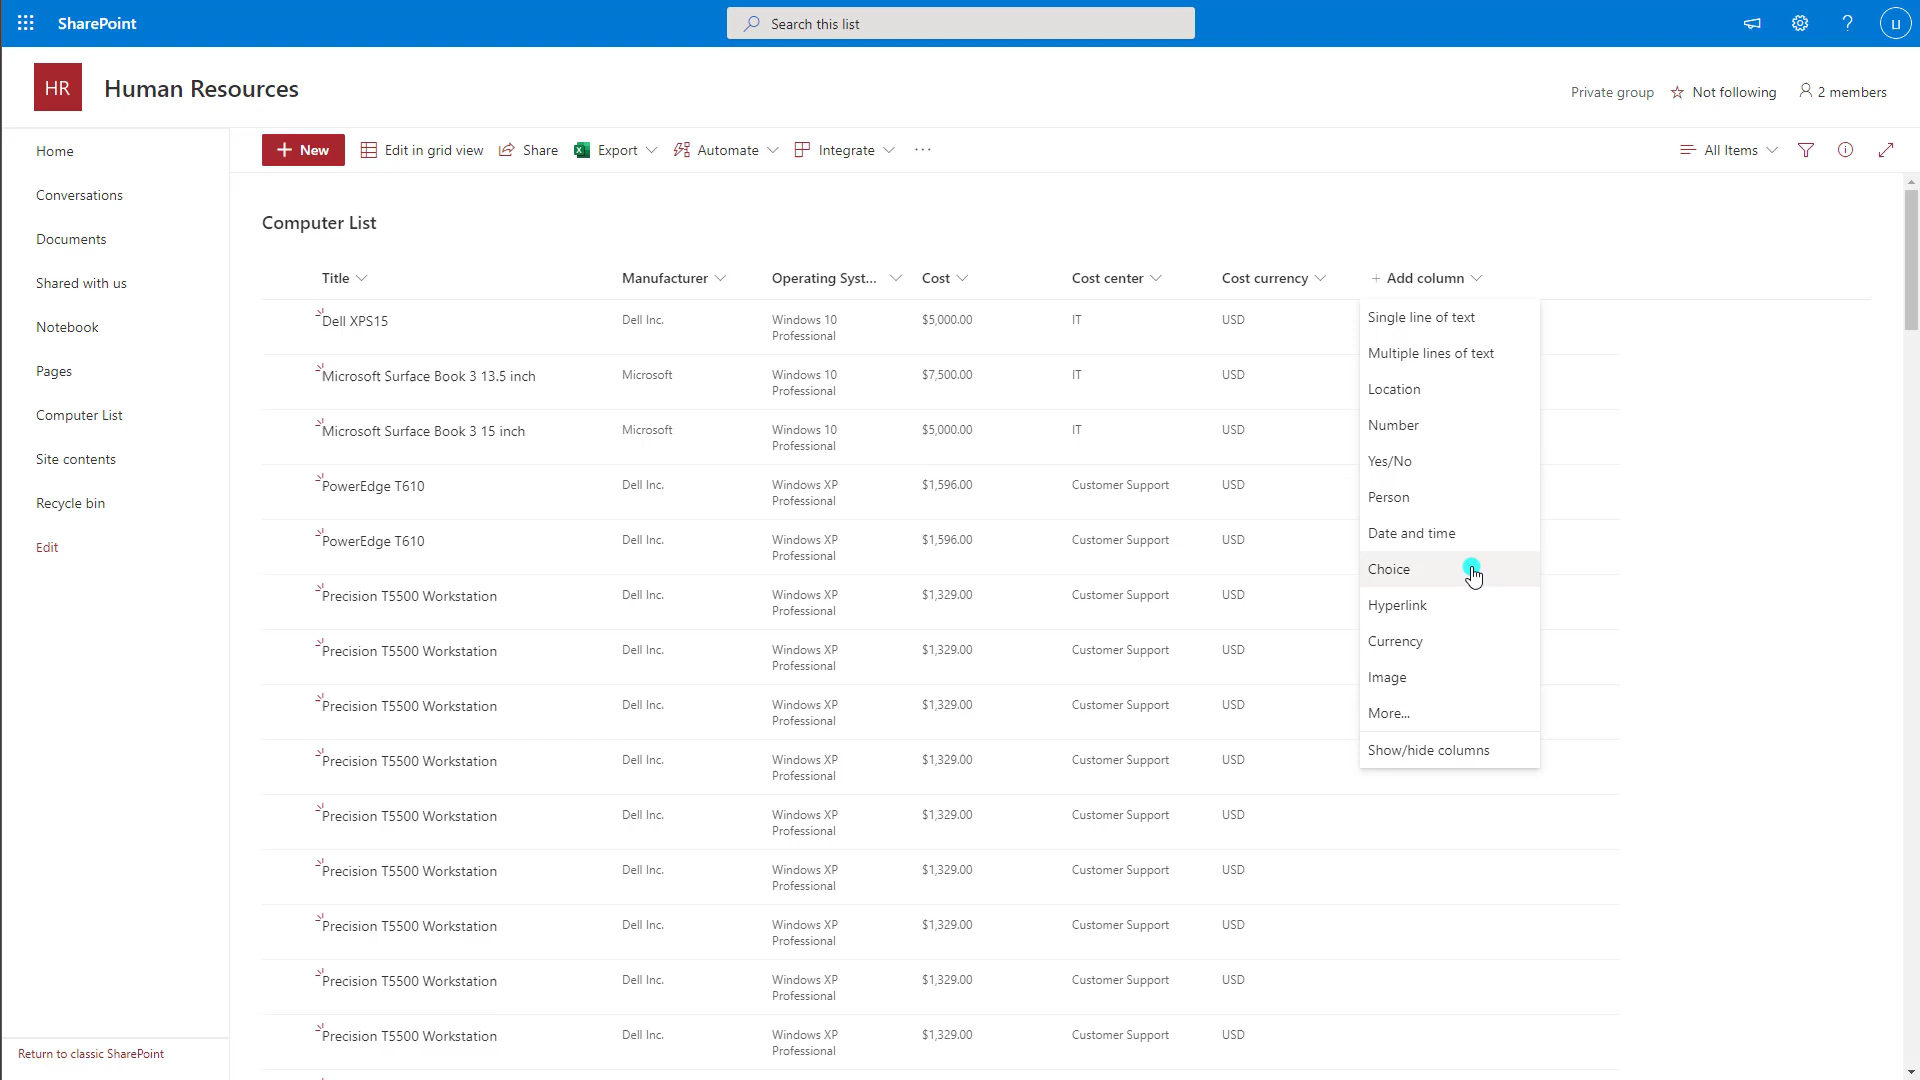 SharePoint
Search this list
u
HR
Human Resources
Private group
Not following
2 members
Home
Conversations
Documents
Shared with us
Notebook
Pages
Computer List
Site contents
Recycle bin
Edit
Return to classic SharePoint
New
Edit in grid view
Share
Export
Automate
Integrate
...
All Items
Computer List
Title Manufacturer Operating Syst... Cost Cost center Cost currency + Add column
Dell XPS15 Dell Inc. Windows 10 Professional $5,000.00 IT USD
Microsoft Surface Book 3 13.5 inch Microsoft Windows 10 Professional $7,500.00 IT USD
Microsoft Surface Book 3 15 inch Microsoft Windows 10 Professional $5,000.00 IT USD
PowerEdge T610 Dell Inc. Windows XP Professional $1,596.00 Customer Support USD
PowerEdge T610 Dell Inc. Windows XP Professional $1,596.00 Customer Support USD
Precision T5500 Workstation Dell Inc. Windows XP Professional $1,329.00 Customer Support USD
Precision T5500 Workstation Dell Inc. Windows XP Professional $1,329.00 Customer Support USD
Precision T5500 Workstation Dell Inc. Windows XP Professional $1,329.00 Customer Support USD
Precision T5500 Workstation Dell Inc. Windows XP Professional $1,329.00 Customer Support USD
Precision T5500 Workstation Dell Inc. Windows XP Professional $1,329.00 Customer Support USD
Precision T5500 Workstation Dell Inc. Windows XP Professional $1,329.00 Customer Support USD
Precision T5500 Workstation Dell Inc. Windows XP Professional $1,329.00 Customer Support USD
Precision T5500 Workstation Dell Inc. Windows XP Professional $1,329.00 Customer Support USD
Precision T5500 Workstation Dell Inc. Windows XP Professional $1,329.00 Customer Support USD
Single line of text
Multiple lines of text
Location
Number
Yes/No
Person
Date and time
Choice
Hyperlink
Currency
Image
More...
Show/hide columns